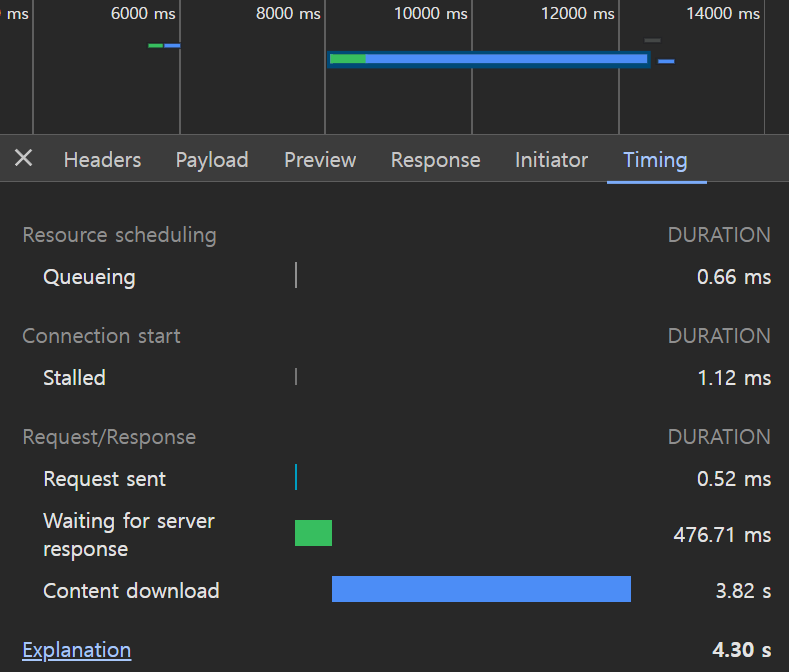 ms 6000 ms 8000 ms 10000 ms 12000 ms 14000 ms
Headers Payload Preview Response Initiator Timing
Resource scheduling DURATION
Queueing 0.66 ms
Connection start DURATION
Stalled 1.12 ms
Request/Response DURATION
Request sent 0.52 ms
Waiting for server
response 476.71 ms
Content download 3.82 s
Explanation 4.30 s